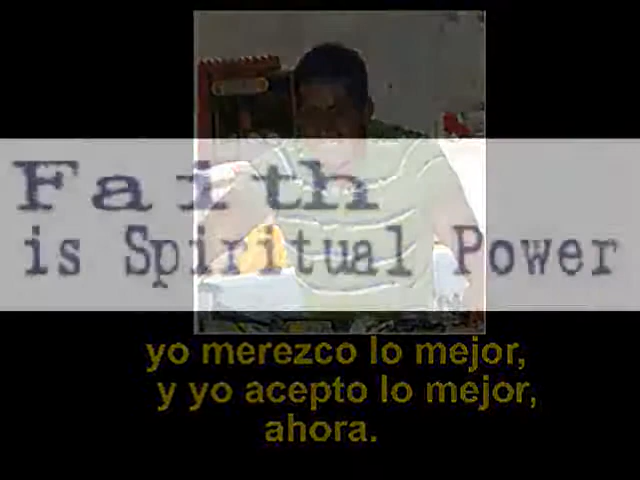 Faith
is Spiritual Power
yo merezco lo mejor,
y yo acepto lo mejor,
ahora.